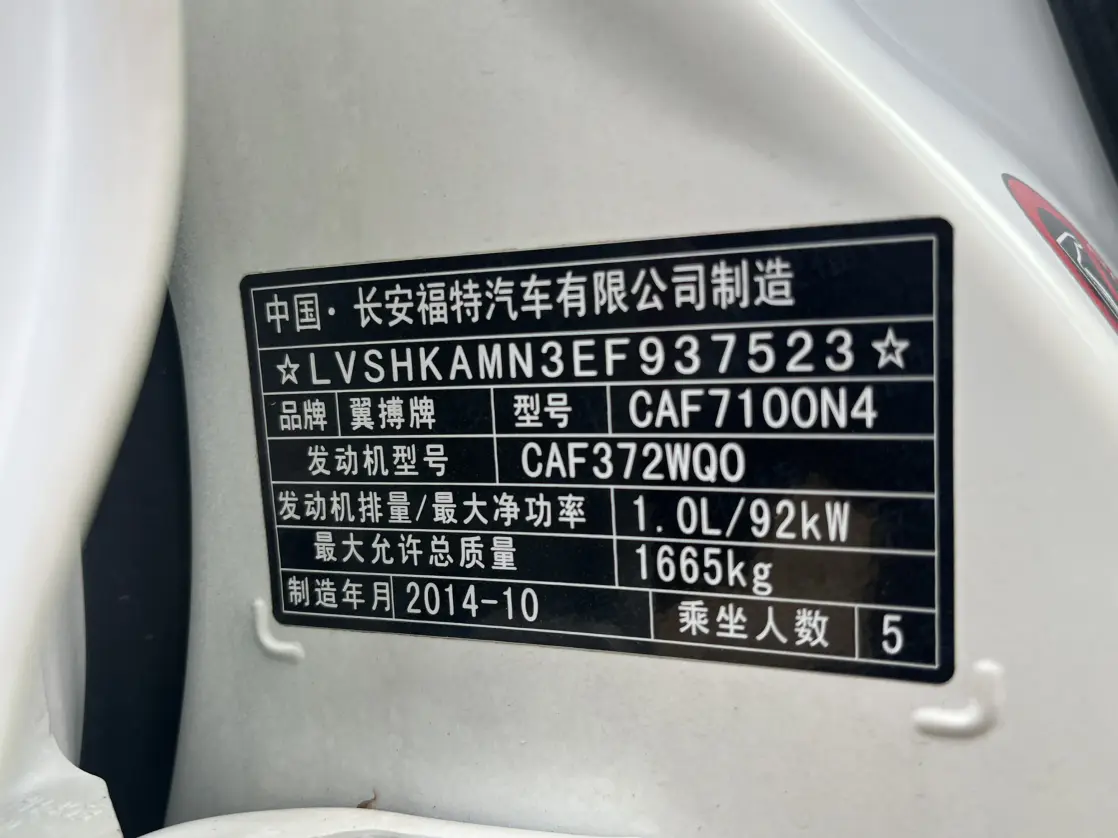 中国·长安福特汽车有限公司制造
☆LVSHKAMN3EF937523☆
品牌 翼搏牌 型号 CAF7100N4
发动机型号 CAF372WQ0
发动机排量/最大净功率 1.0L/92kW
最大允许总质量 1665kg
制造年月 2014-10 乘坐人数 5